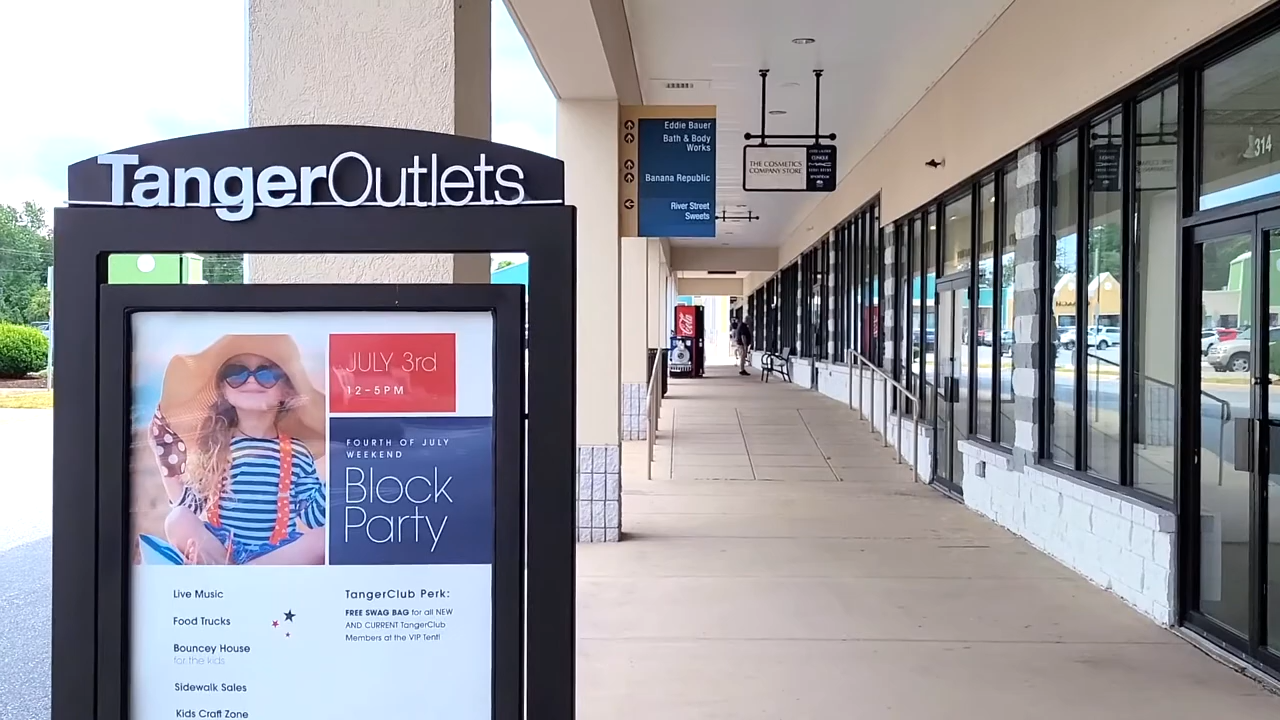 TangerOutlets
JULY 3rd
12–5PM
FOURTH OF JULY
WEEKEND
Block
Party
Live Music
Food Trucks
Bouncey House
for the kids
Sidewalk Sales
Kids Craft Zone
TangerClub Perk:
FREE SWAG BAG for all NEW
AND CURRENT TangerClub
Members at the VIP Tent!
Eddie Bauer
Bath & Body
Works
Banana Republic
River Street
Sweets
THE COSMETICS
COMPANY STORE
314